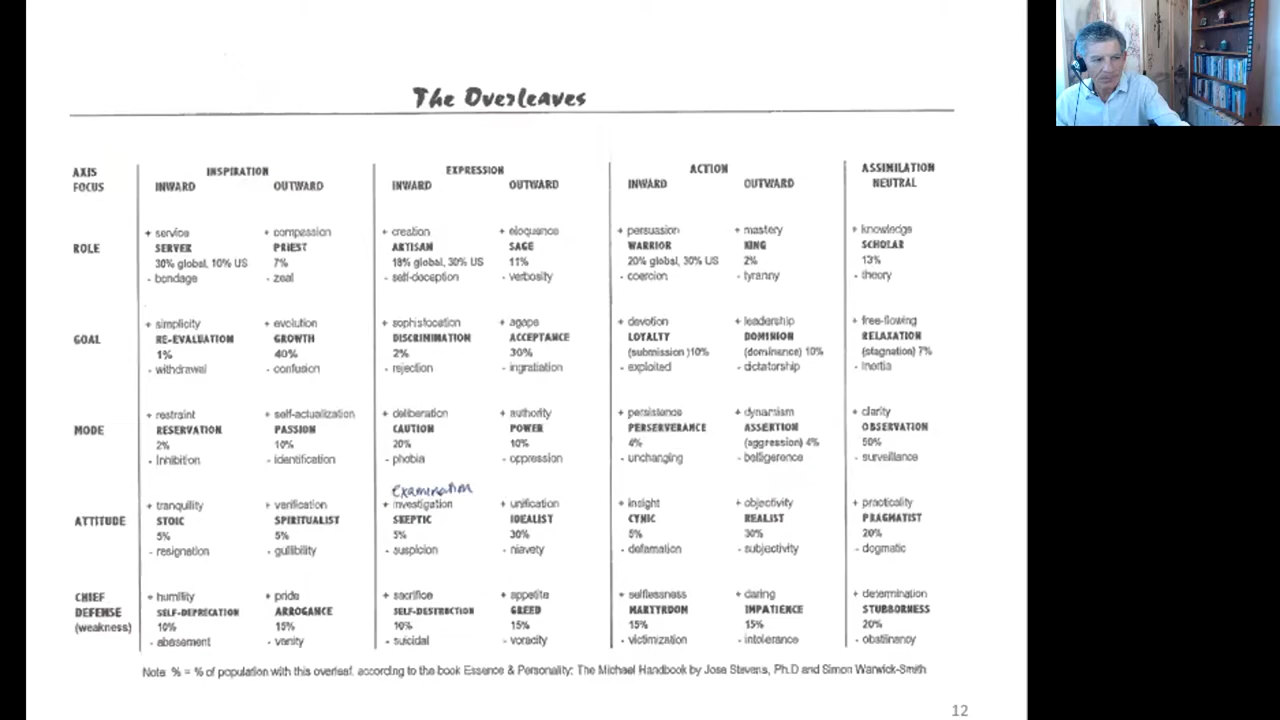 The Overleaves
AXIS INSPIRATION EXPRESSION ACTION ASSIMILATION
FOCUS INWARD OUTWARD INWARD OUTWARD INWARD OUTWARD NEUTRAL
+ service + compassion + creation + eloquence + persuasion + mastery + knowledge
ROLE SERVER PRIEST ARTISAN SAGE WARRIOR KING SCHOLAR
30% global, 10% US 7% 18% global, 30% US 11% 20% global, 30% US 2% 13%
- bondage - zeal - self-deception - verbosity - coercion - tyranny - theory
+ simplicity + evolution + sophistocation + agape + devotion + leadership + free-flowing
GOAL RE-EVALUATION GROWTH DISCRIMINATION ACCEPTANCE LOYALTY DOMINION RELAXATION
1% 40% 2% 30% (submission )10% (dominance) 10% (stagnation) 7%
- withdrawal - confusion - rejection - ingratiation - exploited - dictatorship - inertia
+ restraint + self-actualization + deliberation + authority + persistence + dynamism + clarity
MODE RESERVATION PASSION CAUTION POWER PERSERVERANCE ASSERTION OBSERVATION
2% 10% 20% 10% 4% (aggression) 4% 50%
- Inhibition - identification - phobia - oppression - unchanging - belligerence - surveillance
examination
+ tranquility + verification + investigation + unification + insight + objectivity + practicality
ATTITUDE STOIC SPIRITUALIST SKEPTIC IDEALIST CYNIC REALIST PRAGMATIST
5% 5% 5% 30% 5% 30% 20%
- resignation - gullibility - suspicion - niavety - defamation - subjectivity - dogmatic
CHIEF + humility + pride + sacrifice + appetite + selflessness + daring + determination
DEFENSE SELF-DEPRECATION ARROGANCE SELF-DESTRUCTION GREED MARTYRDOM IMPATIENCE STUBBORNESS
(weakness) 10% 15% 10% 15% 15% 15% 20%
- abasement - vanity - suicidal - voracity - victimization - intolerance - obstinancy
Note: % = % of population with this overleaf, according to the book Essence & Personality: The Michael Handbook by Jose Stevens, Ph.D and Simon Warwick-Smith
12